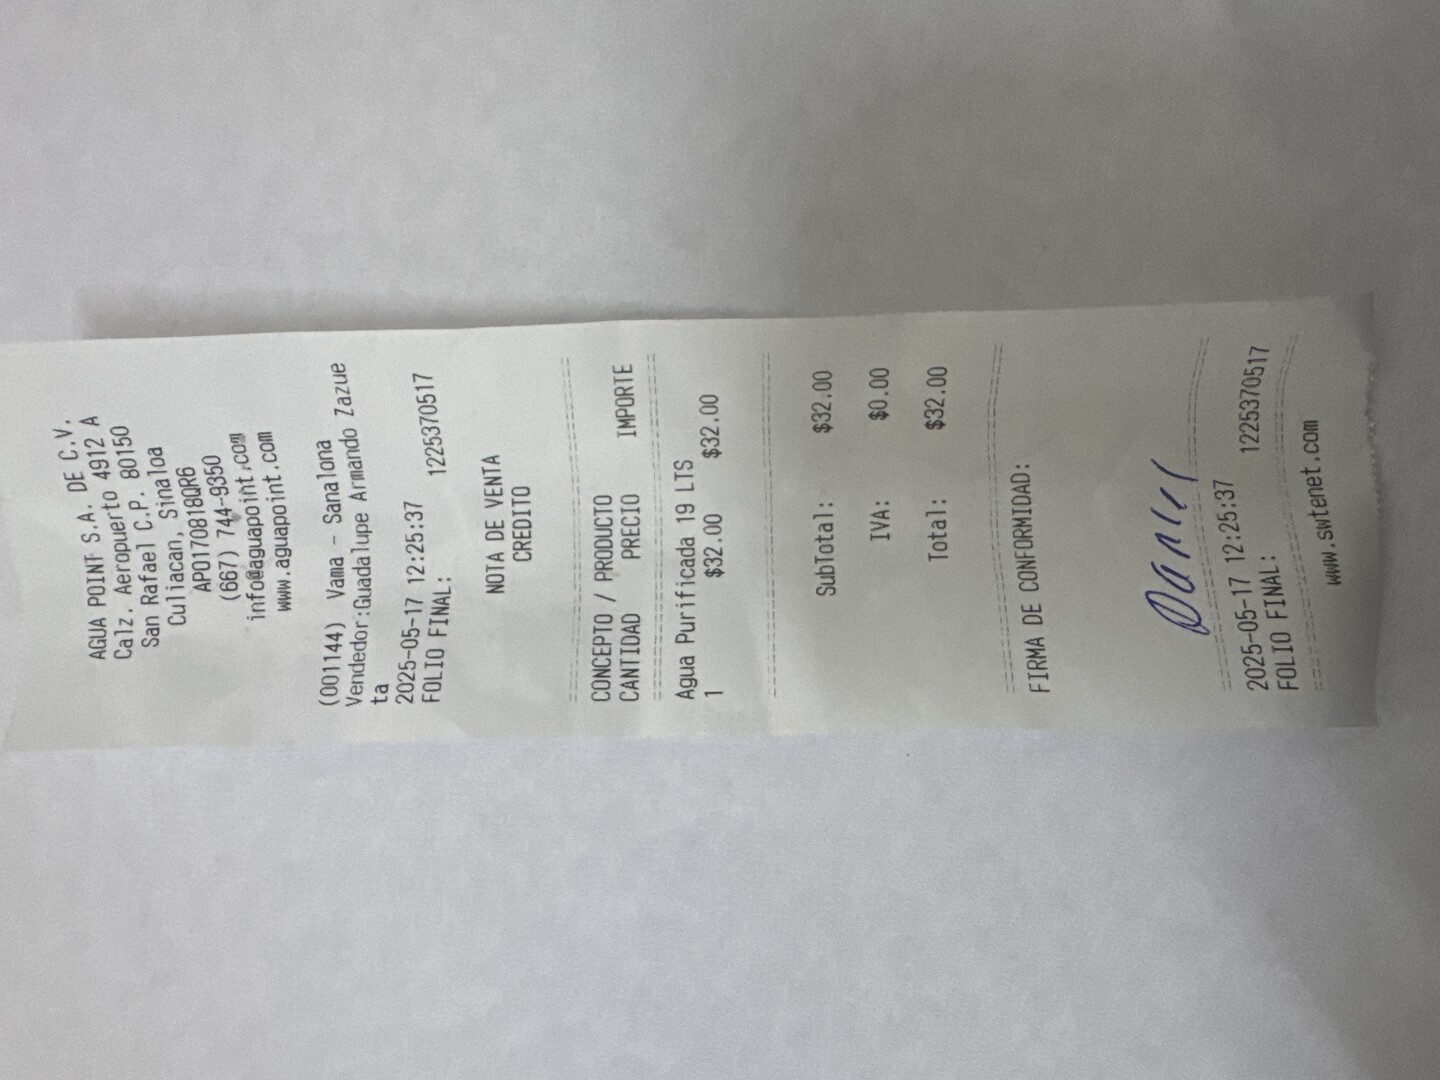 AGUA POINT S.A. DE C.V.
Calz. Aeropuerto 4912 A
San Rafael C.P. 80150
Culiacan, Sinaloa
APO170818QR6
(667) 744-9350
info@aguapoint.com
www.aguapoint.com
(001144) Vama - Sanalona
Vendedor:Guadalupe Armando Zazue
ta
2025-05-17 12:25:37
FOLIO FINAL: 1225370517
NOTA DE VENTA
CREDITO
CONCEPTO / PRODUCTO
CANTIDAD PRECIO IMPORTE
Agua Purificada 19 LTS
1 $32.00 $32.00
SubTotal: $32.00
IVA: $0.00
Total: $32.00
FIRMA DE CONFORMIDAD:
Daniel
2025-05-17 12:25:37
FOLIO FINAL: 1225370517
www.swtenet.com